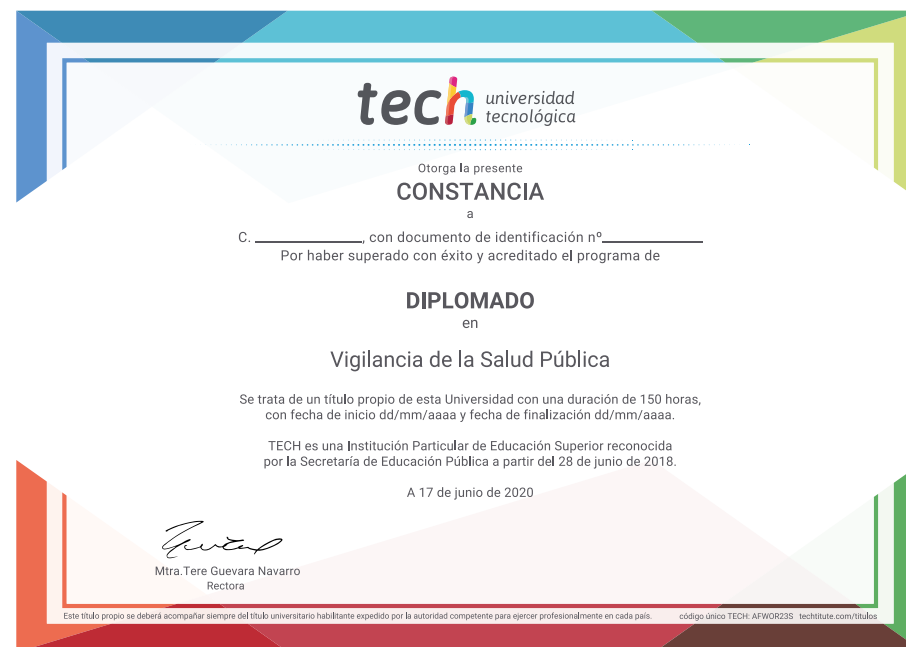 tech universidad
tecnológica
Otorga la presente
CONSTANCIA
a
C. ____________, con documento de identificación nº____________
Por haber superado con éxito y acreditado el programa de
DIPLOMADO
en
Vigilancia de la Salud Pública
Se trata de un título propio de esta Universidad con una duración de 150 horas,
con fecha de inicio dd/mm/aaaa y fecha de finalización dd/mm/aaaa.
TECH es una Institución Particular de Educación Superior reconocida
por la Secretaría de Educación Pública a partir del 28 de junio de 2018.
A 17 de junio de 2020
Mtra.Tere Guevara Navarro
Rectora
Este título propio se deberá acompañar siempre del título universitario habilitante expedido por la autoridad competente para ejercer profesionalmente en cada país. código único TECH: AFWOR23S techtitute.com/titulos